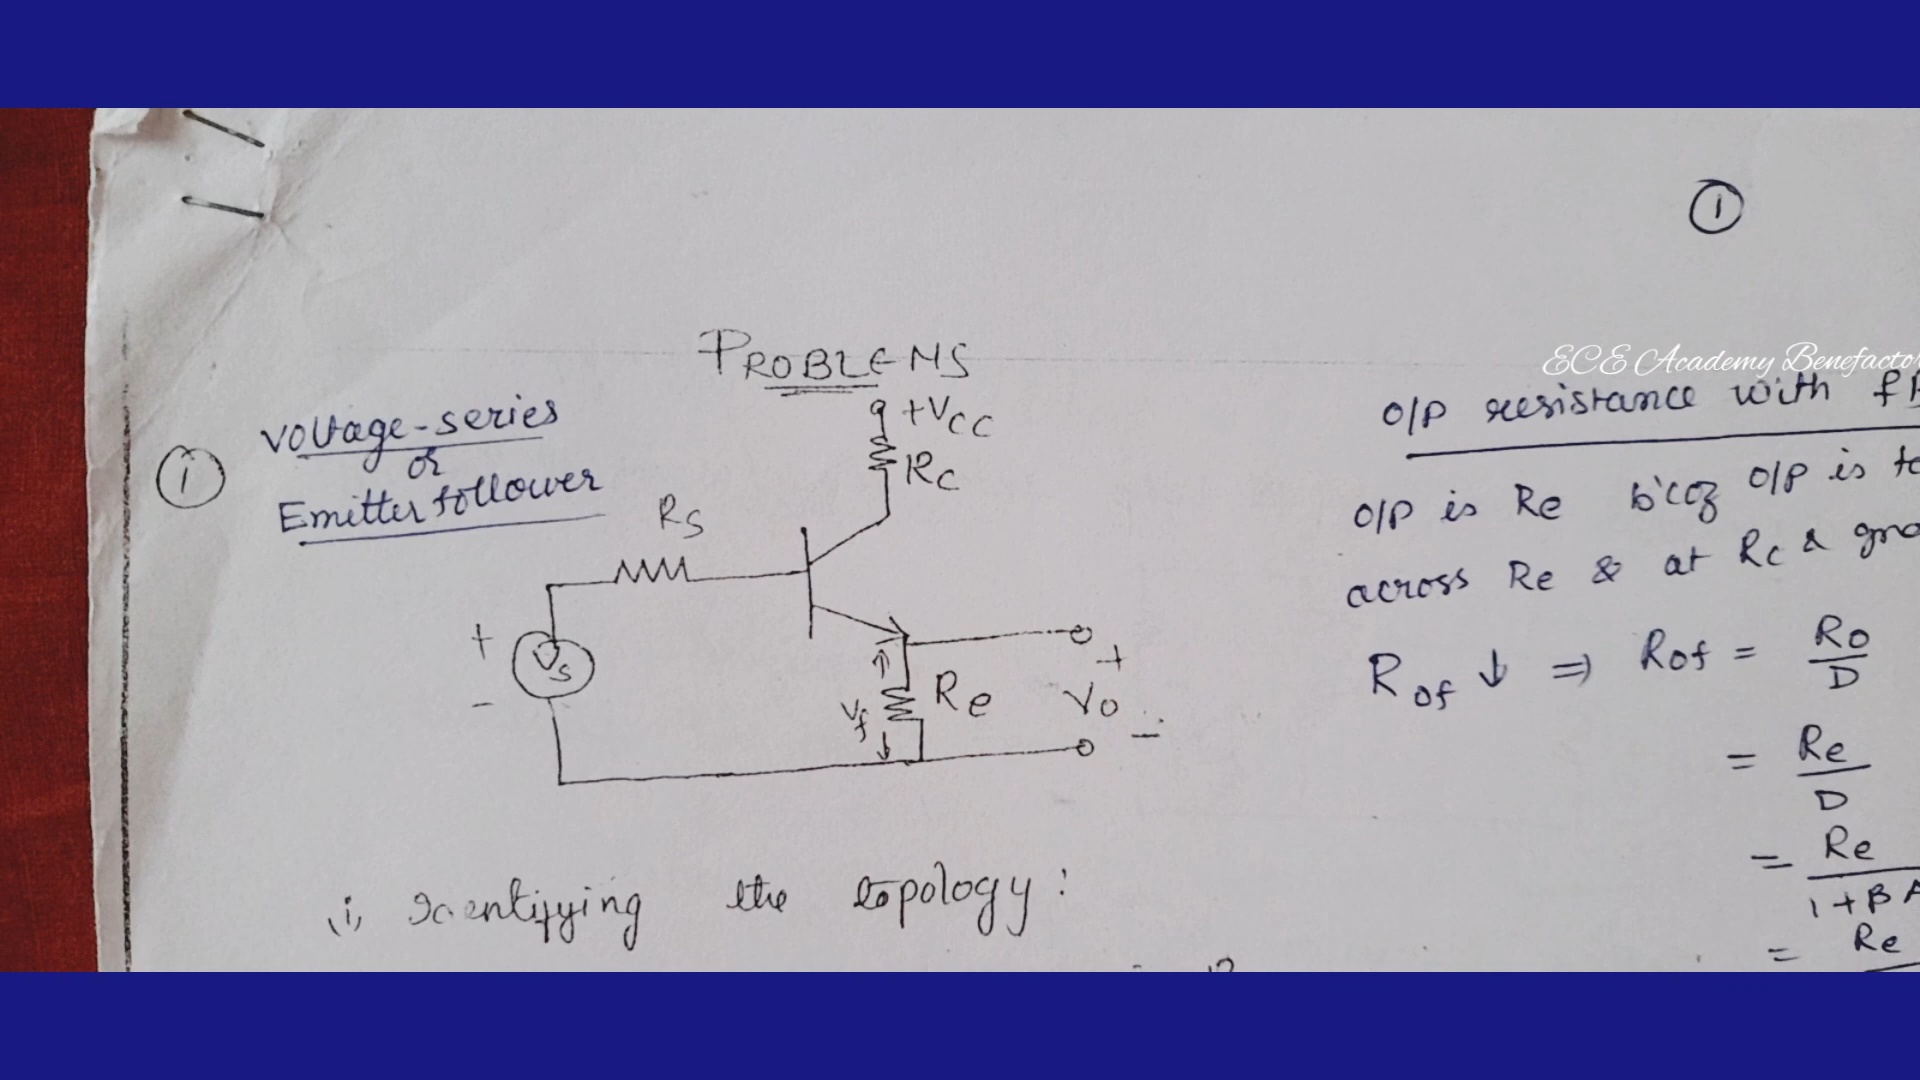 1
PROBLEMS
ECE Academy Benefactor
1
voltage-series
or
Emitter follower
+VCC
RC
RS
+
VS
-
Vf
Re
+
Vo
-
(i) Identifying the topology:
O/P resistance with
O/P is Re b'coz O/P is
across Re & at Rc &
Rof ↓ ⇒ Rof = Ro/D
= Re/D
= Re/1+βA
= Re